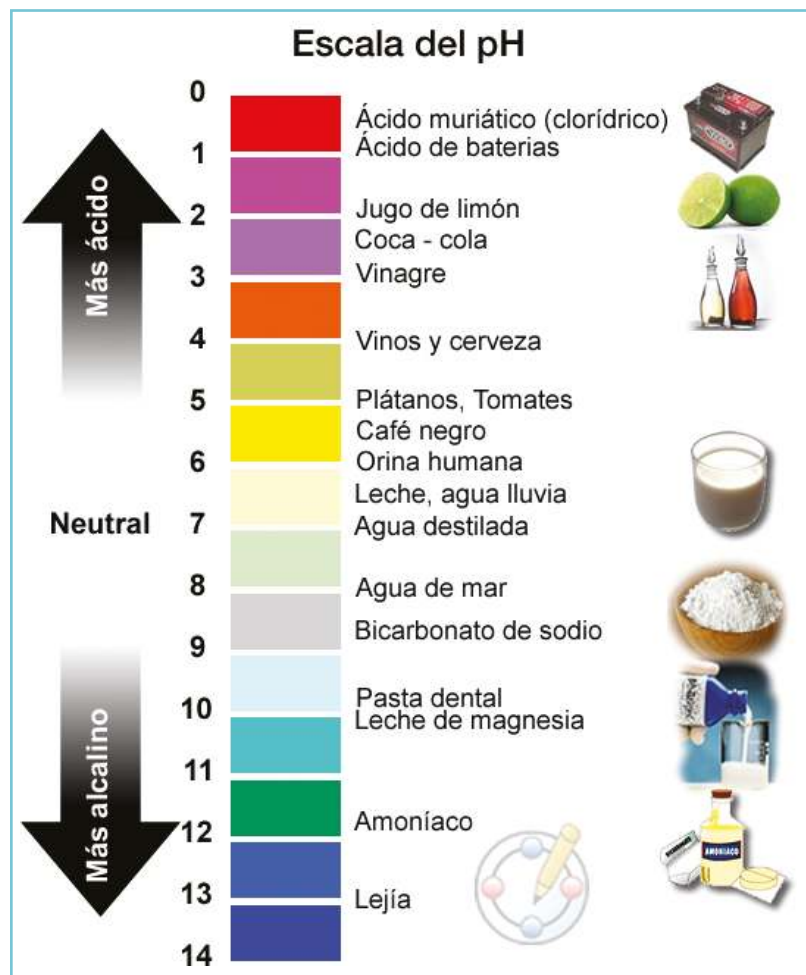 Escala del pH
0
Ácido muriático (clorídrico)
1
Ácido de baterias
Más ácido
2
Jugo de limón
Coca - cola
3
Vinagre
4
Vinos y cerveza
5
Plátanos, Tomates
Café negro
6
Orina humana
Leche, agua lluvia
Neutral
7
Agua destilada
8
Agua de mar
Bicarbonato de sodio
9
Más alcalino
Pasta dental
10
Leche de magnesia
11
12
Amoníaco
AMONÍACO
13
Lejía
14